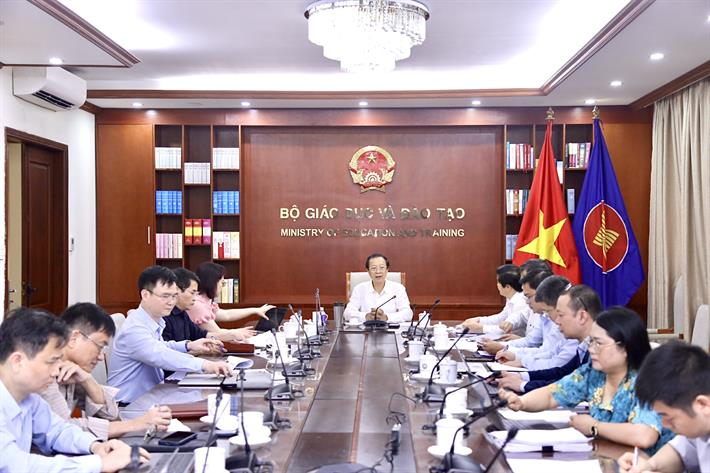 BỘ GIÁO DỤC VÀ ĐÀO TẠO
MINISTRY OF EDUCATION AND TRAINING